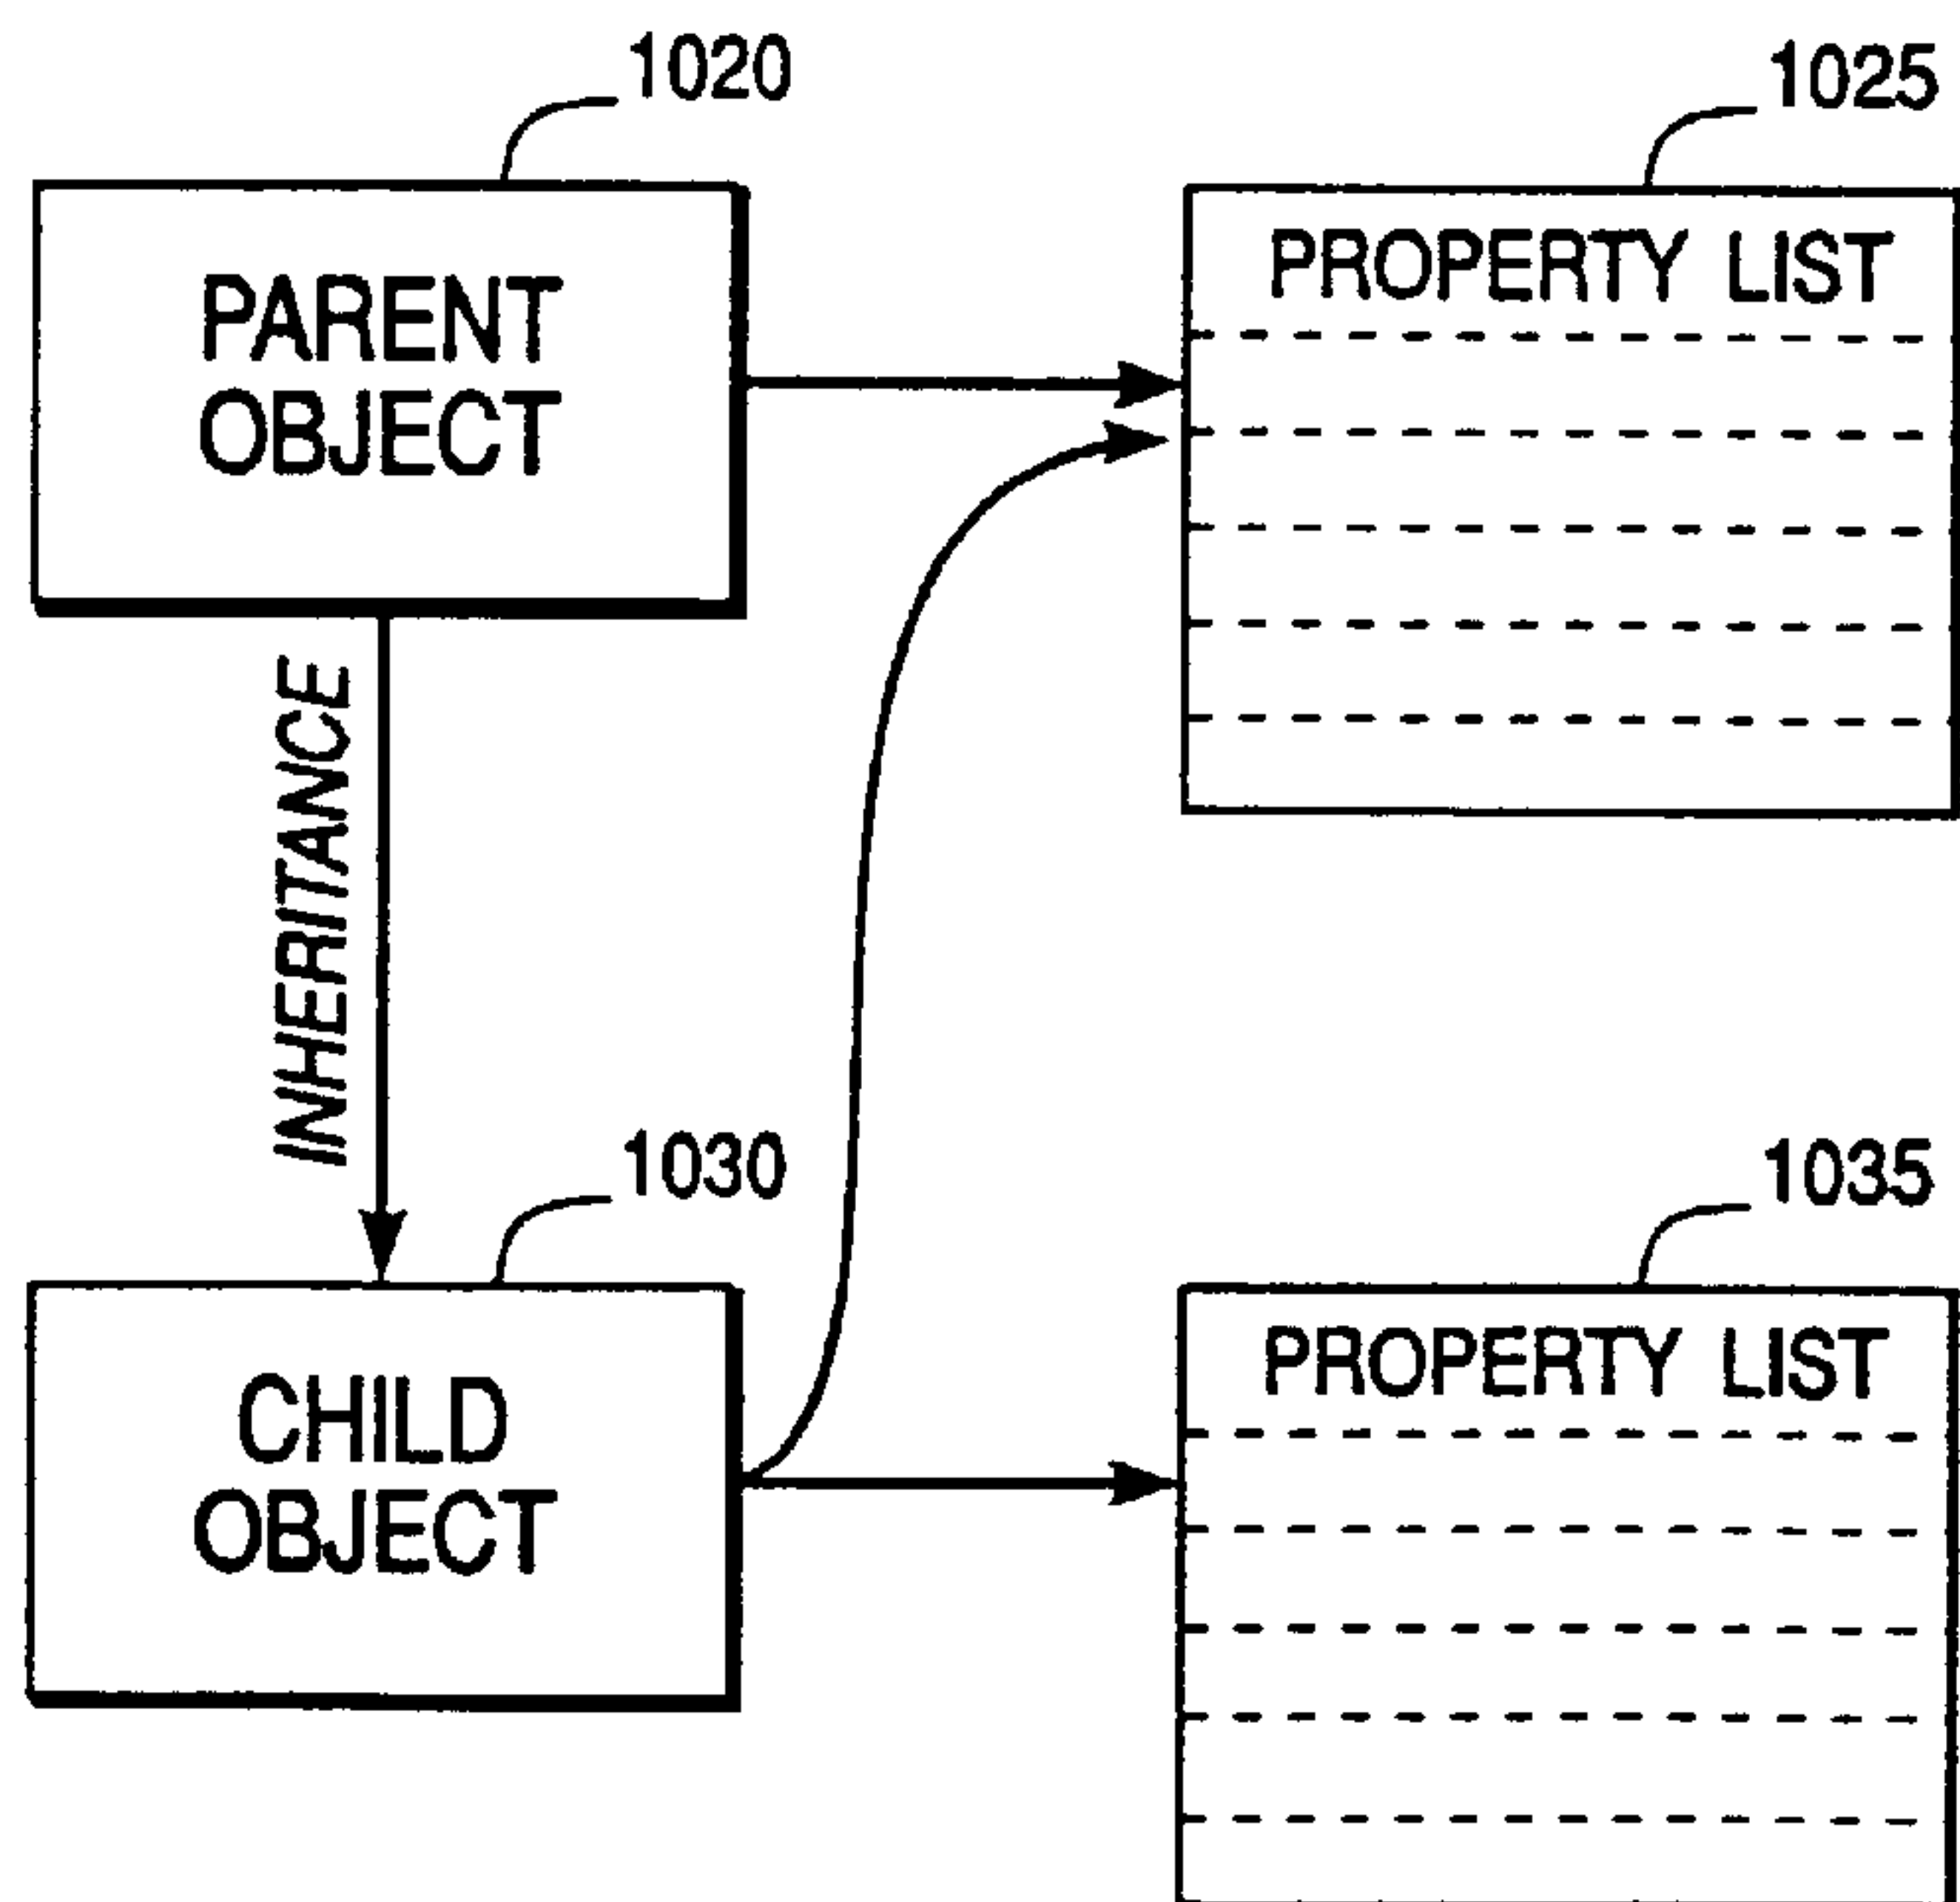 1020
1025
PARENT
OBJECT
PROPERTY LIST
INHERITANCE
1030
1035
CHILD
OBJECT
PROPERTY LIST